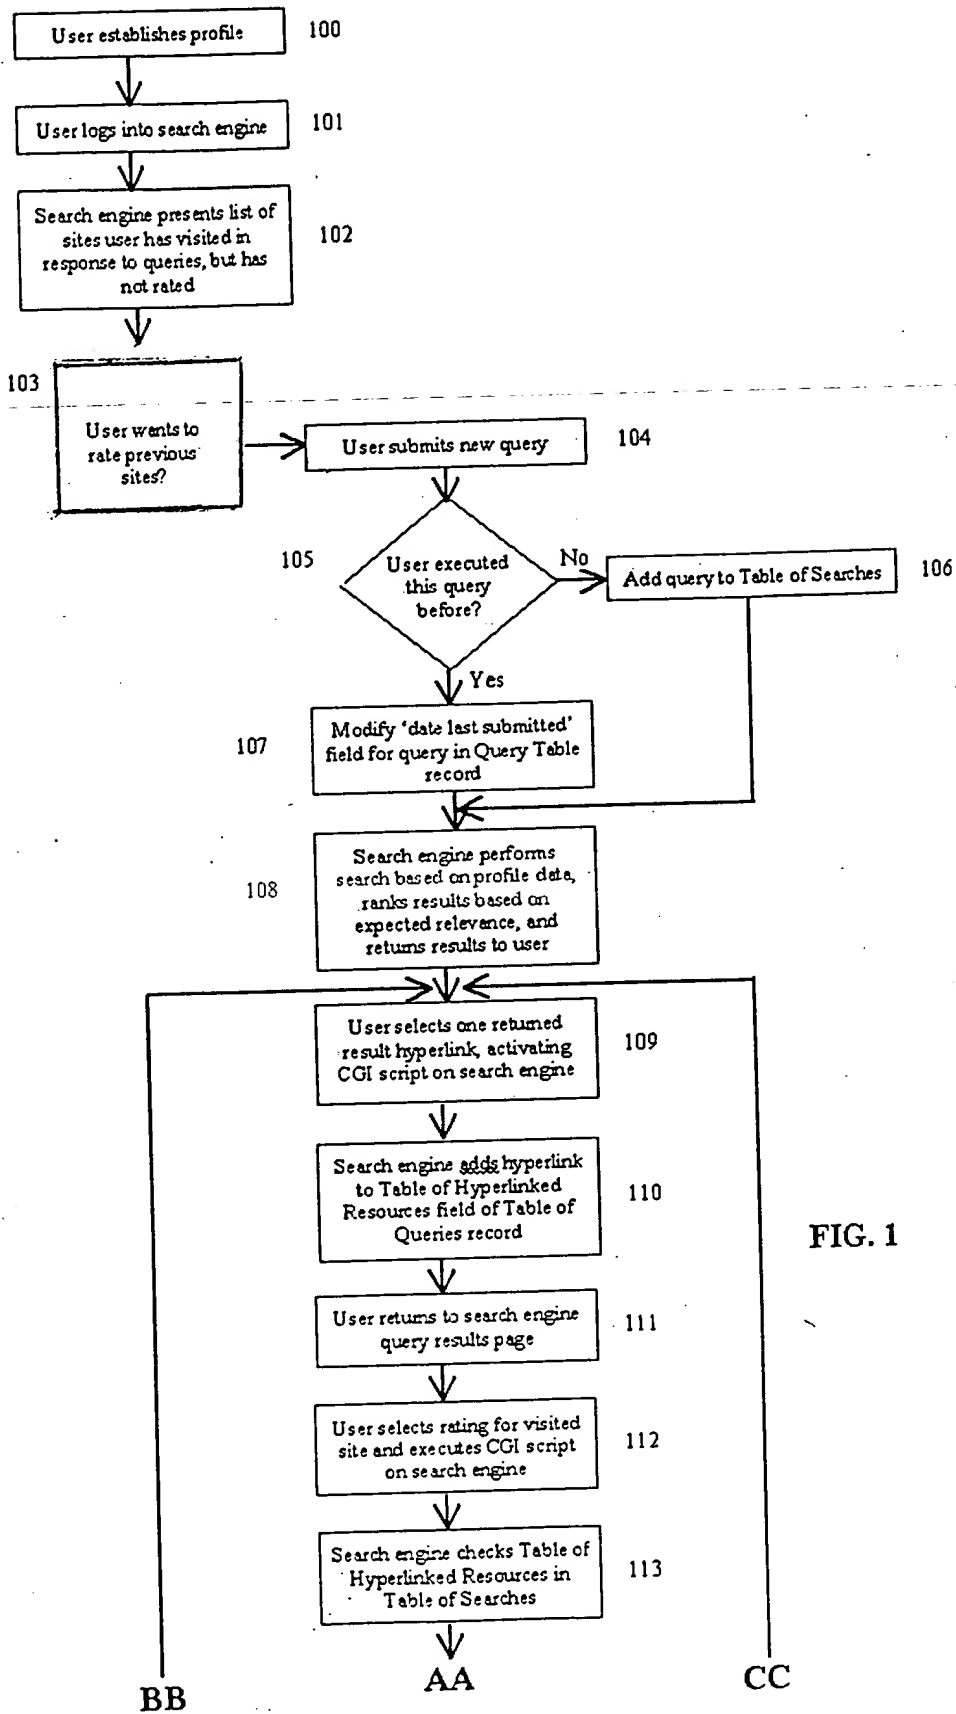 User establishes profile
100
User logs into search engine
101
Search engine presents list of
sites user has visited in
response to queries, but has
not rated
102
103
User wants to
rate previous
sites?
User submits new query
104
105
User executed
this query
before?
No
Add query to Table of Searches
106
Yes
107
Modify ‘date last submitted’
field for query in Query Table
record
108
Search engine performs
search based on profile data,
ranks results based on
expected relevance, and
returns results to user
User selects one returned
result hyperlink, activating
CGI script on search engine
109
Search engine adds hyperlink
to Table of Hyperlinked
Resources field of Table of
Queries record
110
FIG. 1
User returns to search engine
query results page
111
User selects rating for visited
site and executes CGI script
on search engine
112
Search engine checks Table of
Hyperlinked Resources in
Table of Searches
113
BB
AA
CC